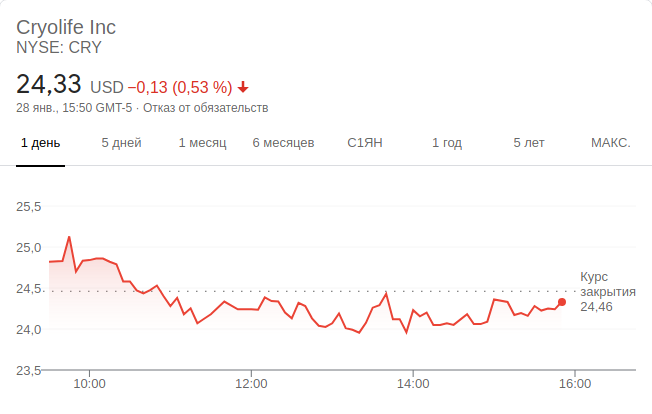 Cryolife Inc
NYSE: CRY
24,33 USD −0,13 (0,53 %)
28 янв., 15:50 GMT-5 · Отказ от обязательств
1 день 5 дней 1 месяц 6 месяцев С1ЯН 1 год 5 лет МАКС.
25,5
25,0
24,5
24,0
23,5
Курс
закрытия
24,46
10:00 12:00 14:00 16:00